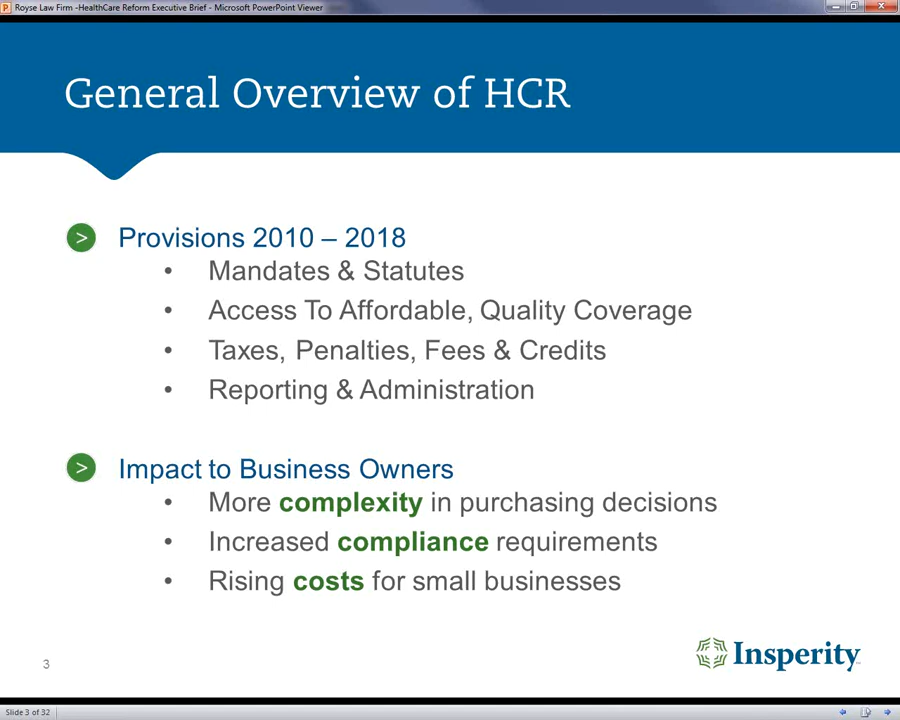 Royse Law Firm -HealthCare Reform Executive Brief - Microsoft PowerPoint Viewer
General Overview of HCR
> Provisions 2010 – 2018
• Mandates & Statutes
• Access To Affordable, Quality Coverage
• Taxes, Penalties, Fees & Credits
• Reporting & Administration
> Impact to Business Owners
• More complexity in purchasing decisions
• Increased compliance requirements
• Rising costs for small businesses
3
Insperity
Slide 3 of 32